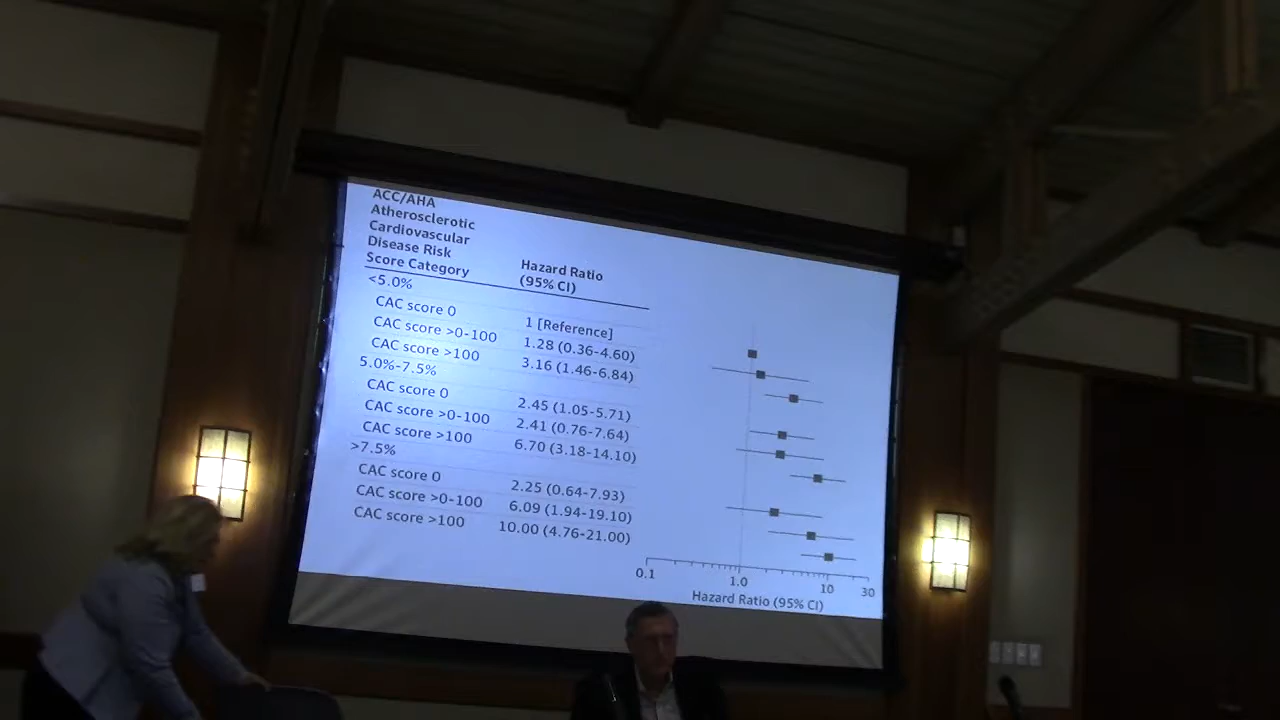 ACC/AHA
Atherosclerotic
Cardiovascular
Disease Risk
Score Category
Hazard Ratio
(95% CI)
<5.0%
CAC score 0 1 [Reference]
CAC score >0-100 1.28 (0.36-4.60)
CAC score >100 3.16 (1.46-6.84)
5.0%-7.5%
CAC score 0 2.45 (1.05-5.71)
CAC score >0-100 2.41 (0.76-7.64)
CAC score >100 6.70 (3.18-14.10)
>7.5%
CAC score 0 2.25 (0.64-7.93)
CAC score >0-100 6.09 (1.94-19.10)
CAC score >100 10.00 (4.76-21.00)
0.1 1.0 10 30
Hazard Ratio (95% CI)